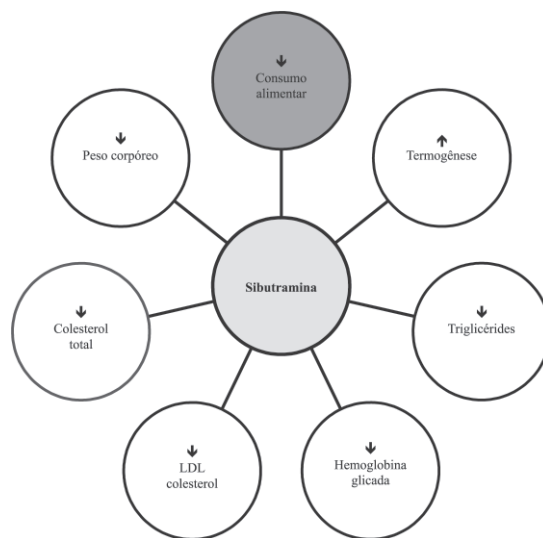 ↓
Consumo
alimentar
↓
Peso corpóreo
↑
Termogênese
Sibutramina
↓
Colesterol
total
↓
Triglicérides
↓
LDL
colesterol
↓
Hemoglobina
glicada